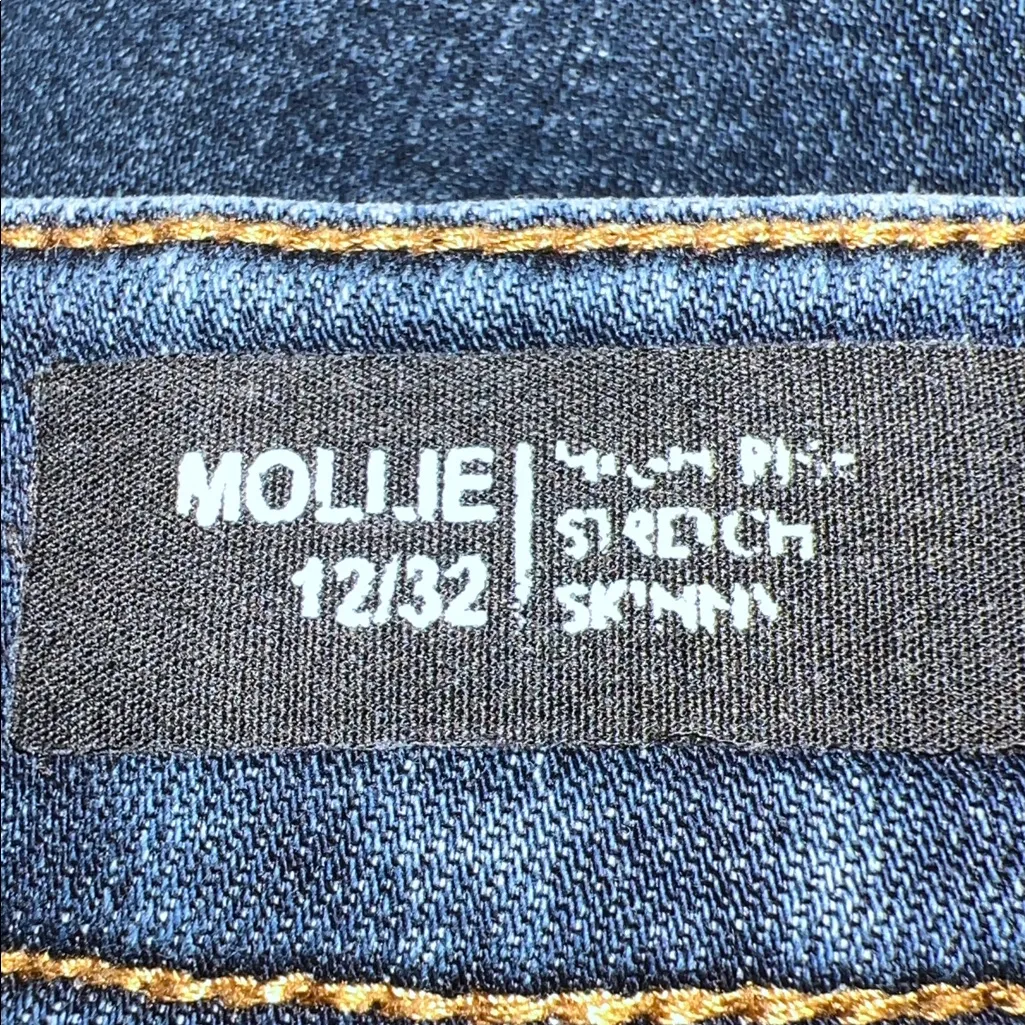 MOLLIE
12/32
HIGH RISE
STRETCH
SKINNY